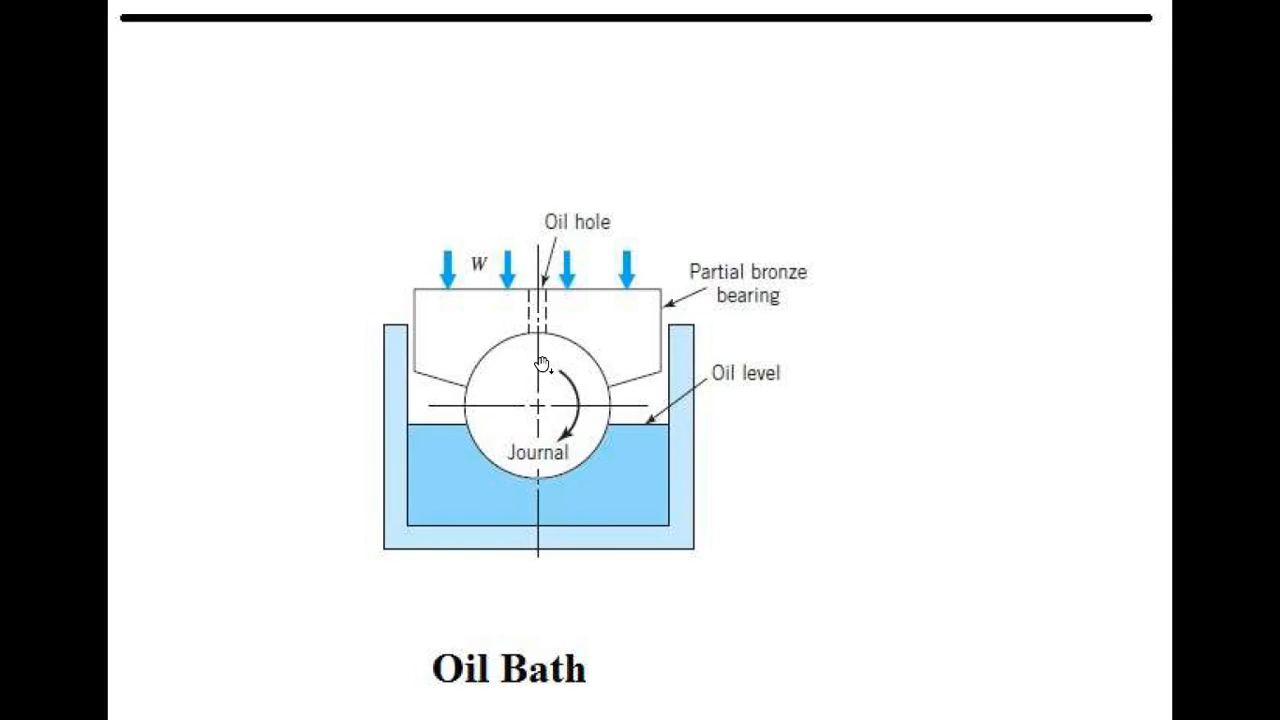 Oil hole
W
Partial bronze
bearing
Oil level
Journal
Oil Bath